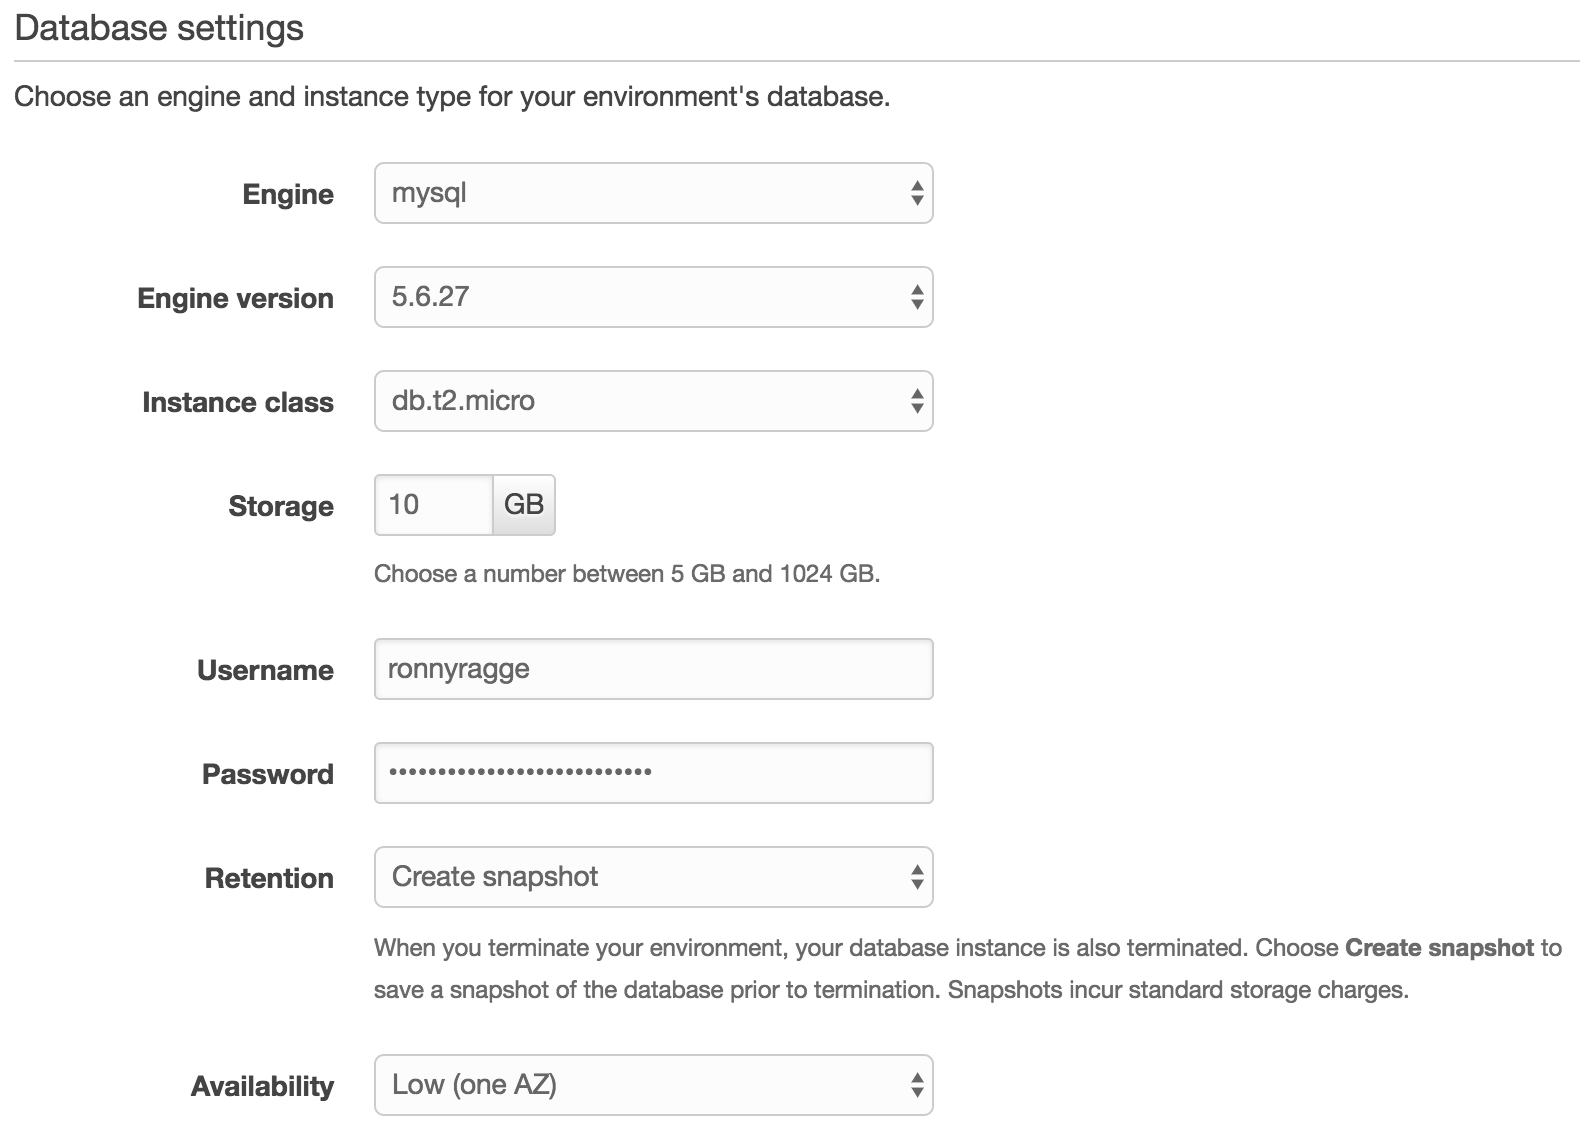 Database settings
Choose an engine and instance type for your environment's database.
Engine mysql
Engine version 5.6.27
Instance class db.t2.micro
Storage 10 GB
Choose a number between 5 GB and 1024 GB.
Username ronnyragge
Password •••••••••••••••••••••••••••
Retention Create snapshot
When you terminate your environment, your database instance is also terminated. Choose Create snapshot to
save a snapshot of the database prior to termination. Snapshots incur standard storage charges.
Availability Low (one AZ)